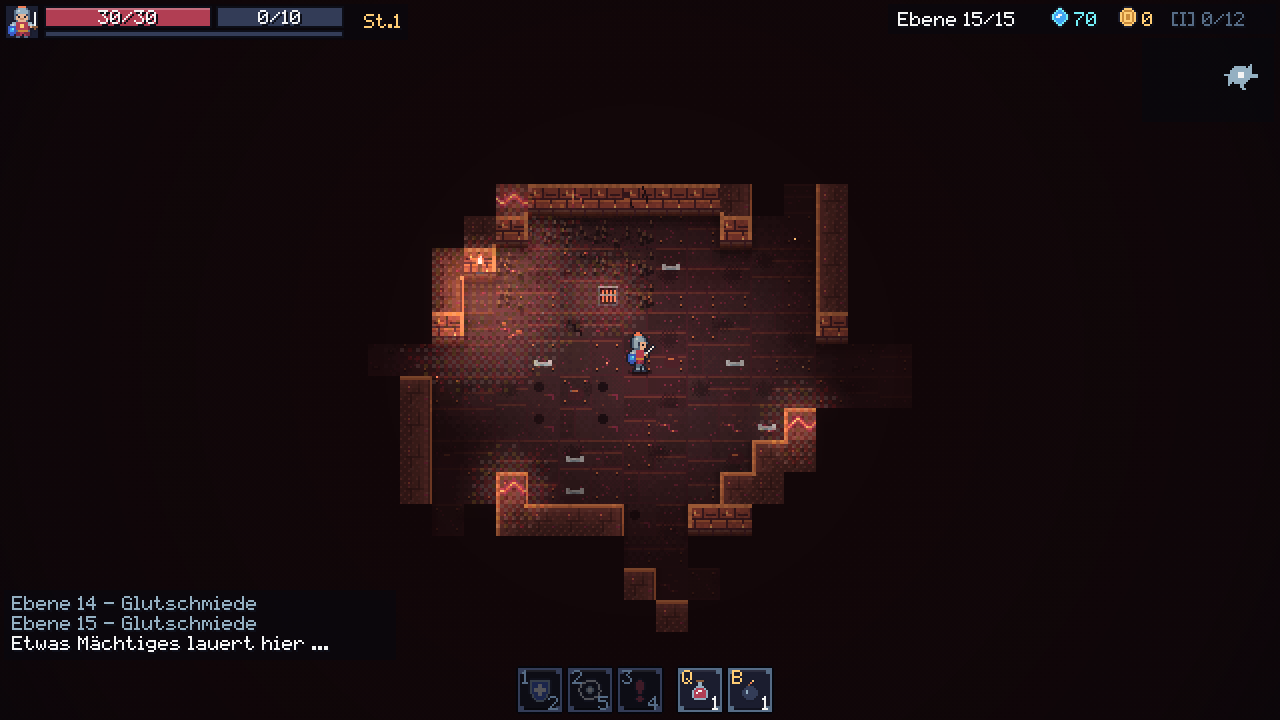 30/30
0/10
St.1
Ebene 15/15
70
0
[I] 0/12
Ebene 14 – Glutschmiede
Ebene 15 – Glutschmiede
Etwas Mächtiges lauert hier ...
1
2
2
5
3
4
Q
1
B
1